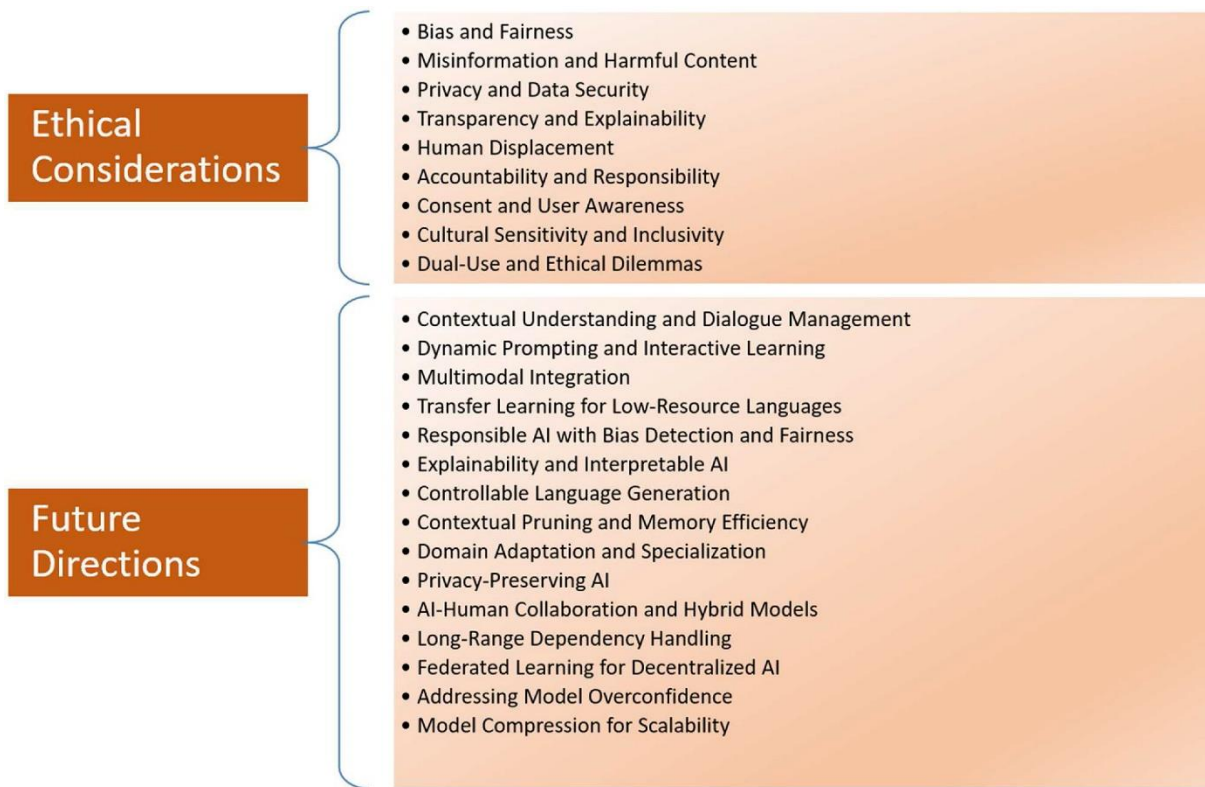 Ethical
Considerations
• Bias and Fairness
• Misinformation and Harmful Content
• Privacy and Data Security
• Transparency and Explainability
• Human Displacement
• Accountability and Responsibility
• Consent and User Awareness
• Cultural Sensitivity and Inclusivity
• Dual-Use and Ethical Dilemmas
Future
Directions
• Contextual Understanding and Dialogue Management
• Dynamic Prompting and Interactive Learning
• Multimodal Integration
• Transfer Learning for Low-Resource Languages
• Responsible AI with Bias Detection and Fairness
• Explainability and Interpretable AI
• Controllable Language Generation
• Contextual Pruning and Memory Efficiency
• Domain Adaptation and Specialization
• Privacy-Preserving AI
• AI-Human Collaboration and Hybrid Models
• Long-Range Dependency Handling
• Federated Learning for Decentralized AI
• Addressing Model Overconfidence
• Model Compression for Scalability